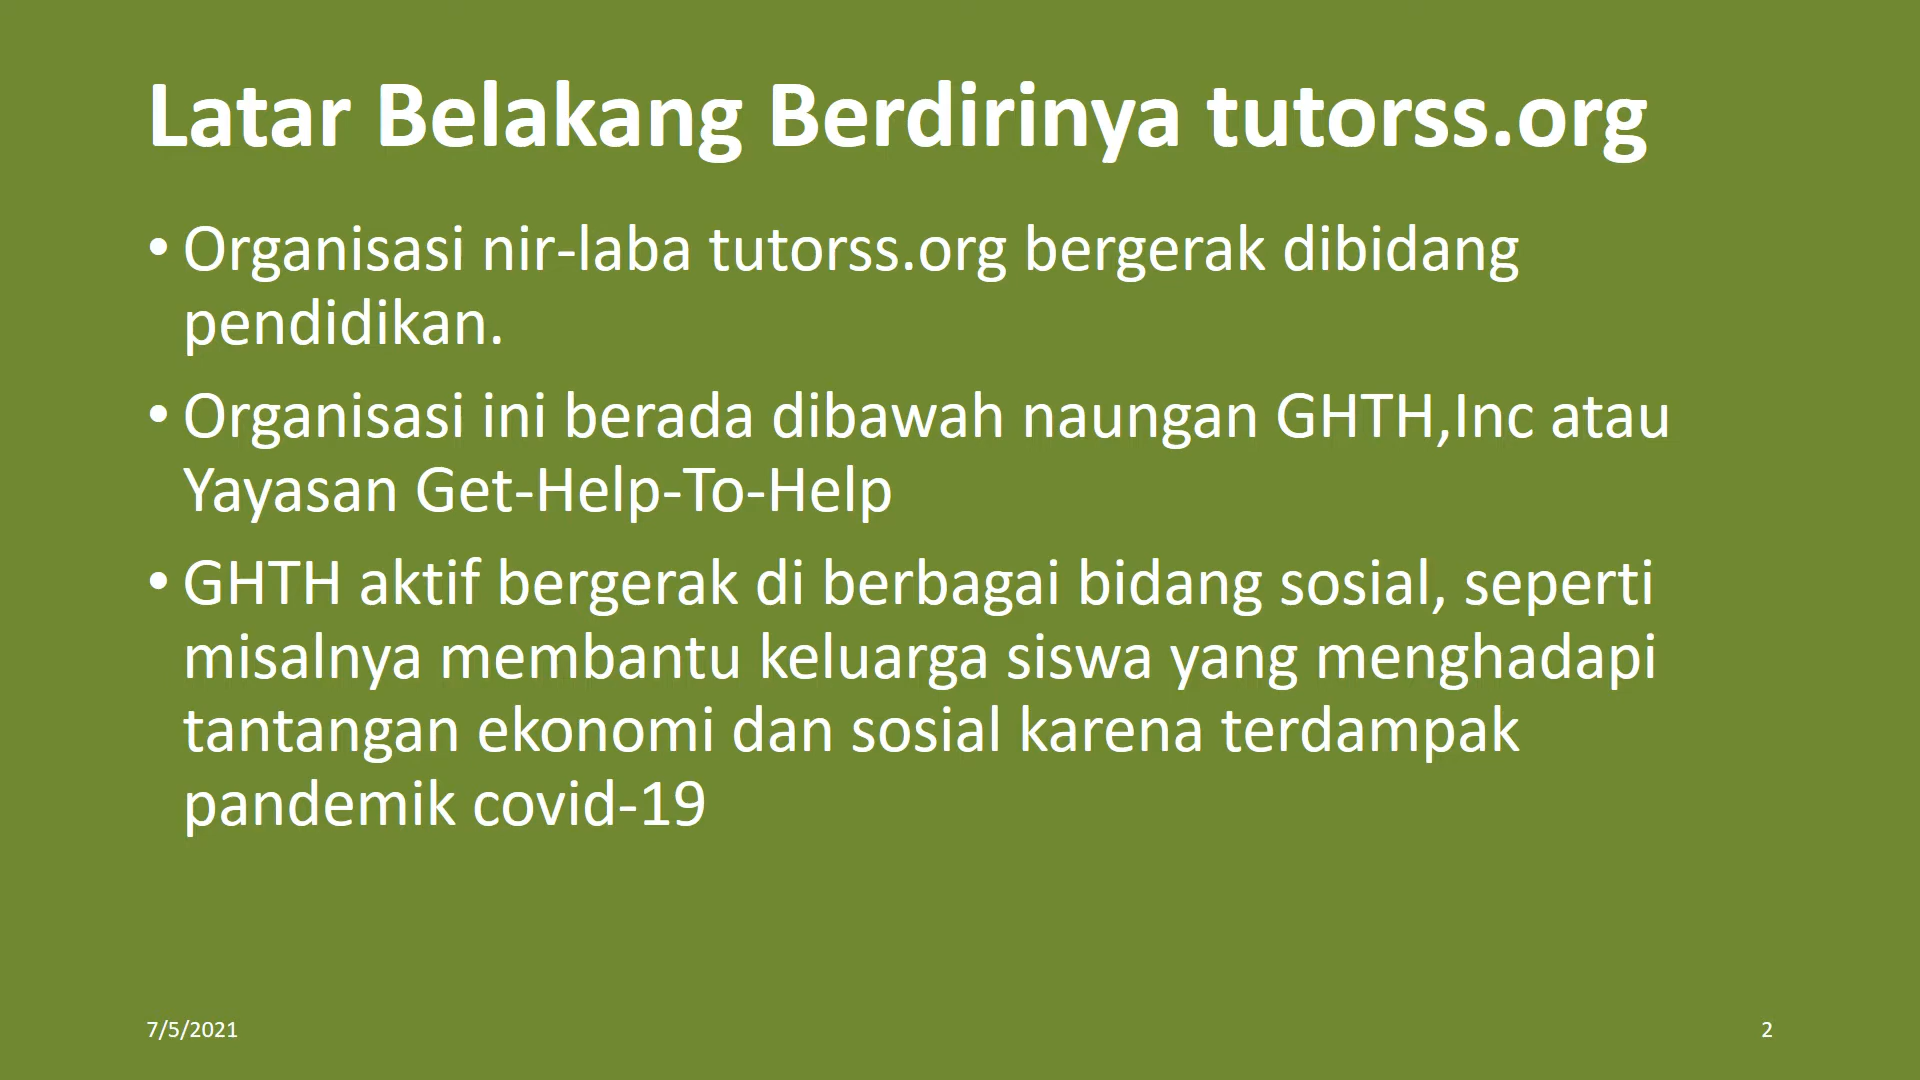 Latar Belakang Berdirinya tutorss.org
• Organisasi nir-laba tutorss.org bergerak dibidang
pendidikan.
• Organisasi ini berada dibawah naungan GHTH,Inc atau
Yayasan Get-Help-To-Help
• GHTH aktif bergerak di berbagai bidang sosial, seperti
misalnya membantu keluarga siswa yang menghadapi
tantangan ekonomi dan sosial karena terdampak
pandemik covid-19
7/5/2021
2